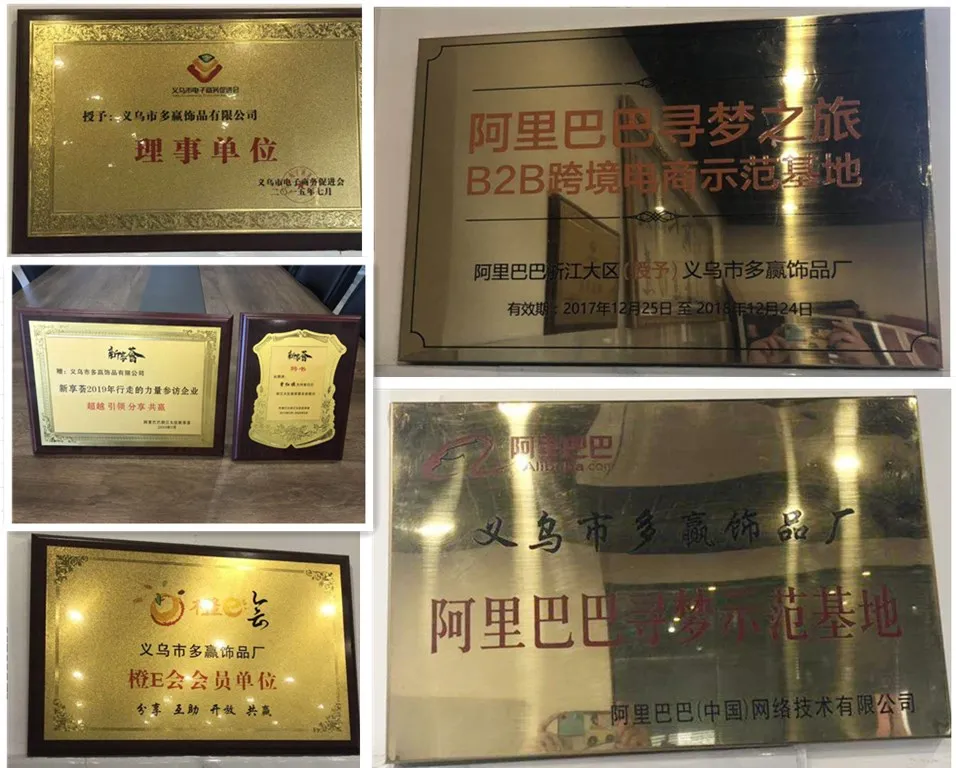 义乌市电子商务促进会
授予：义乌市多赢饰品有限公司
理事单位
义乌市电子商务促进会
二〇一五年七月
阿里巴巴寻梦之旅
B2B跨境电商示范基地
阿里巴巴浙江大区（授予）义乌市多赢饰品厂
有效期：2017年12月25日 至 2018年12月24日
新享荟
赠：义乌市多赢饰品有限公司
新享荟2019年行走的力量参访企业
超越 引领 分享 共赢
新享荟
聘书
阿里巴巴
Alibaba.com
义乌市多赢饰品厂
阿里巴巴寻梦示范基地
阿里巴巴(中国)网络技术有限公司
橙e会
义乌市多赢饰品厂
橙E会会员单位
分享 互助 开放 共赢